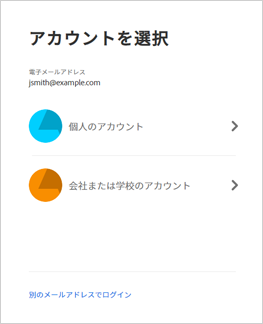 アカウントを選択
電子メールアドレス
jsmith@example.com
個人のアカウント
会社または学校のアカウント
別のメールアドレスでログイン